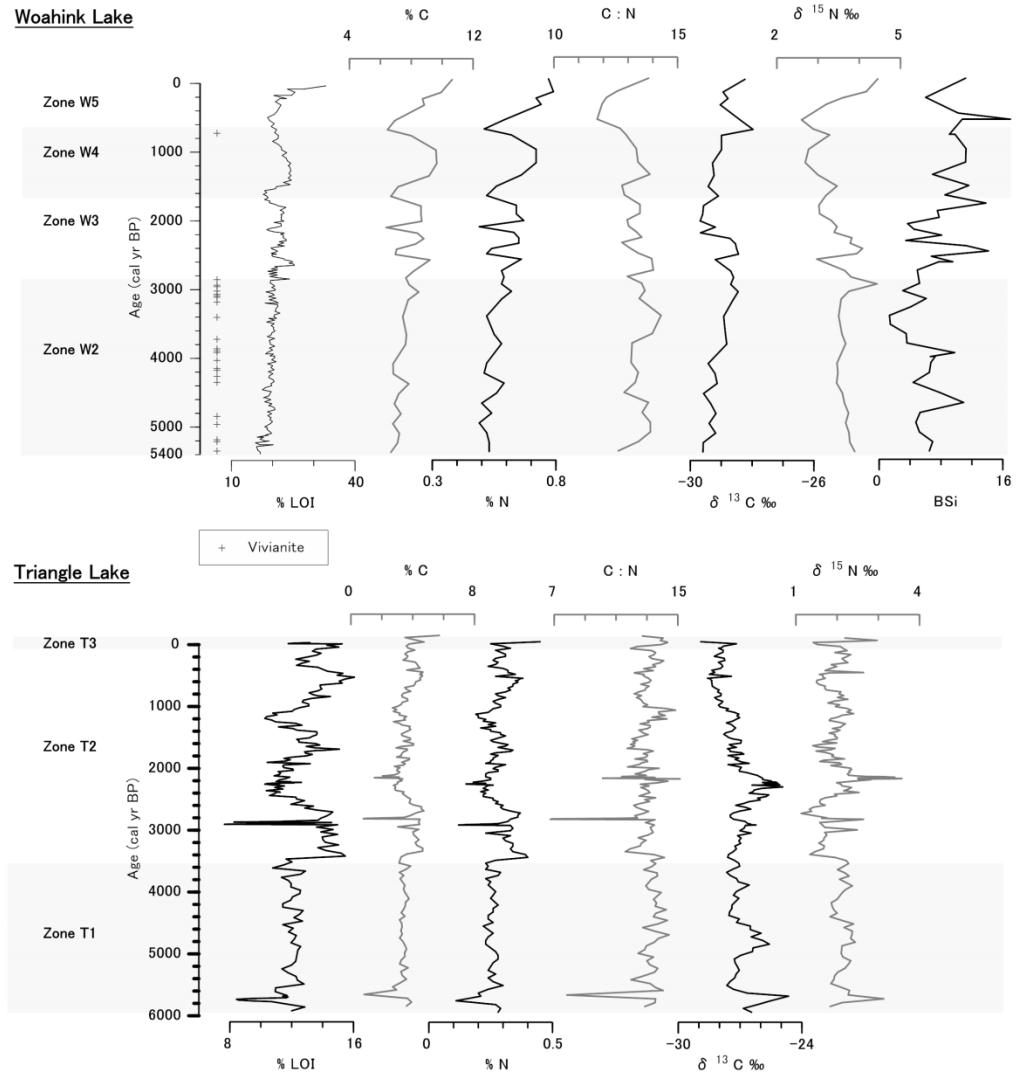 Woahink Lake
% C
C : N
δ 15 N ‰
4 12 10 15 2 5
0
1000
2000
3000
4000
5000
5400
Age (cal yr BP)
Zone W5
Zone W4
Zone W3
Zone W2
10 40 0.3 0.8 -30 -26 0 16
% LOI
% N
δ 13 C ‰
BSi
+ Vivianite
Triangle Lake
% C
C : N
δ 15 N ‰
0 8 7 15 1 4
0
1000
2000
3000
4000
5000
6000
Age (cal yr BP)
Zone T3
Zone T2
Zone T1
8 16 0 0.5 -30 -24
% LOI
% N
δ 13 C ‰